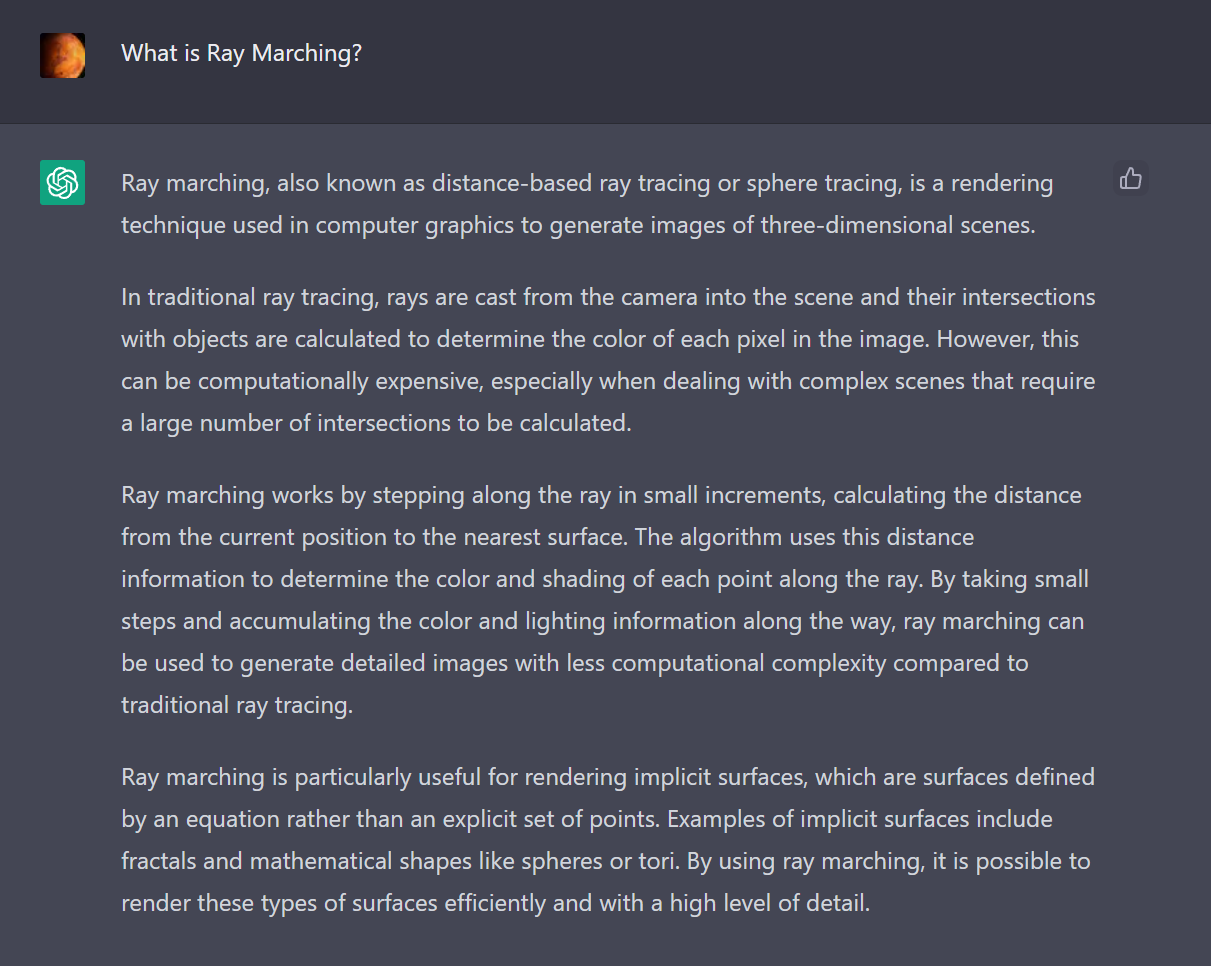 What is Ray Marching?
Ray marching, also known as distance-based ray tracing or sphere tracing, is a rendering
technique used in computer graphics to generate images of three-dimensional scenes.
In traditional ray tracing, rays are cast from the camera into the scene and their intersections
with objects are calculated to determine the color of each pixel in the image. However, this
can be computationally expensive, especially when dealing with complex scenes that require
a large number of intersections to be calculated.
Ray marching works by stepping along the ray in small increments, calculating the distance
from the current position to the nearest surface. The algorithm uses this distance
information to determine the color and shading of each point along the ray. By taking small
steps and accumulating the color and lighting information along the way, ray marching can
be used to generate detailed images with less computational complexity compared to
traditional ray tracing.
Ray marching is particularly useful for rendering implicit surfaces, which are surfaces defined
by an equation rather than an explicit set of points. Examples of implicit surfaces include
fractals and mathematical shapes like spheres or tori. By using ray marching, it is possible to
render these types of surfaces efficiently and with a high level of detail.